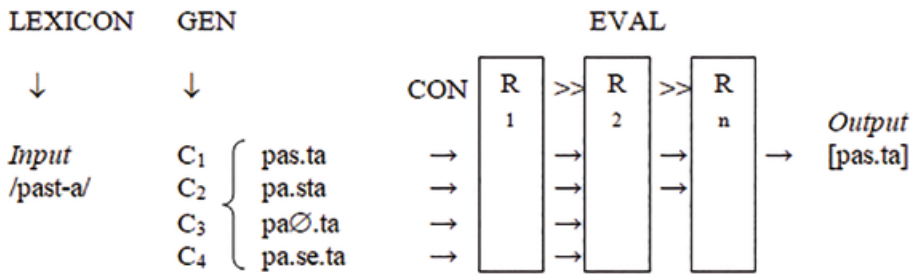 LEXICON GEN EVAL
↓ ↓ CON R >> R >> R
1 2 n Output
Input C₁ pas.ta → → → → [pas.ta]
/past-a/ C₂ pa.sta → → →
C₃ pa∅.ta → →
C₄ pa.se.ta → →